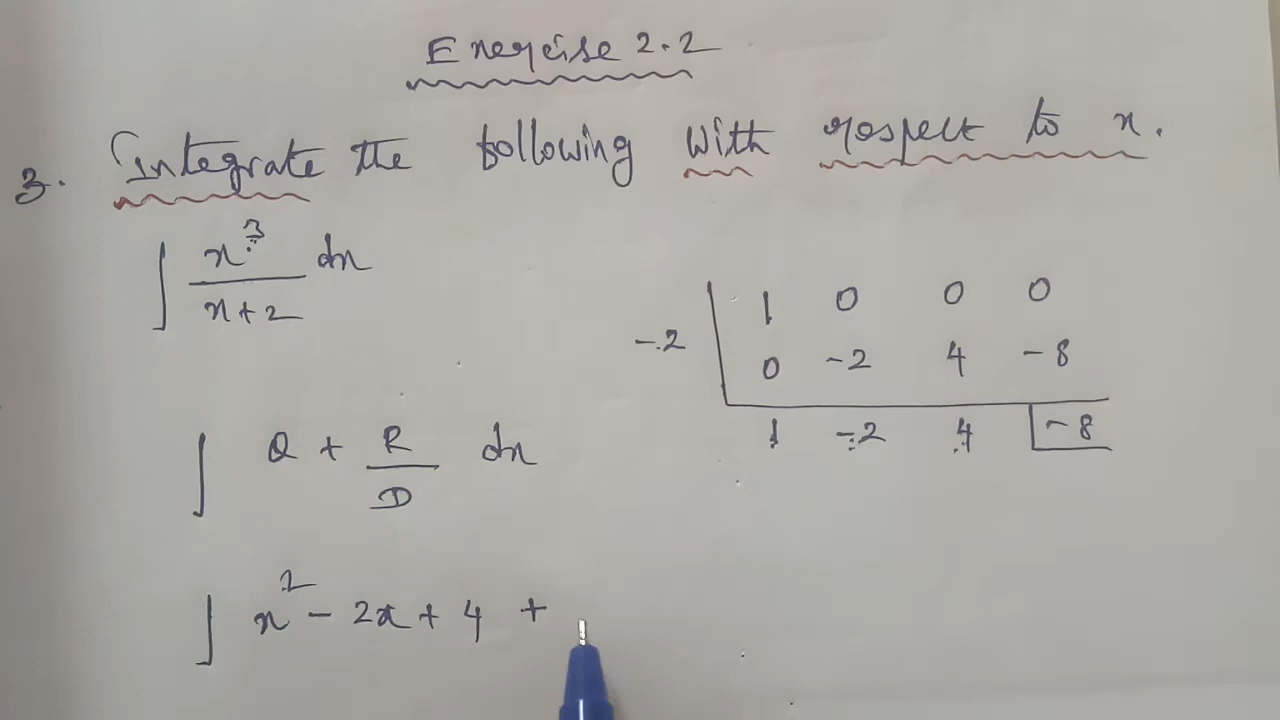 Exercise 2.2
3. Integrate the following with respect to x.
∫ x³/(x+2) dx
-2 | 1 0 0 0
0 -2 4 -8
1 -2 4 | -8
∫ Q + R/D dx
∫ x² - 2x + 4 +